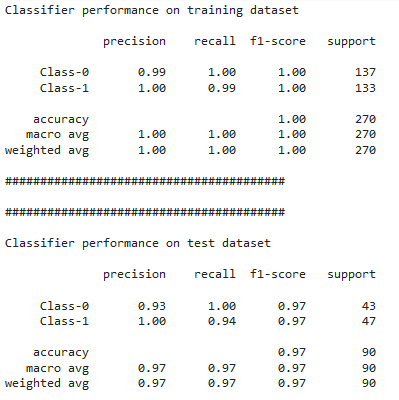 Classifier performance on training dataset
precision recall f1-score support
Class-0 0.99 1.00 1.00 137
Class-1 1.00 0.99 1.00 133
accuracy 1.00 270
macro avg 1.00 1.00 1.00 270
weighted avg 1.00 1.00 1.00 270
########################################
########################################
Classifier performance on test dataset
precision recall f1-score support
Class-0 0.93 1.00 0.97 43
Class-1 1.00 0.94 0.97 47
accuracy 0.97 90
macro avg 0.97 0.97 0.97 90
weighted avg 0.97 0.97 0.97 90